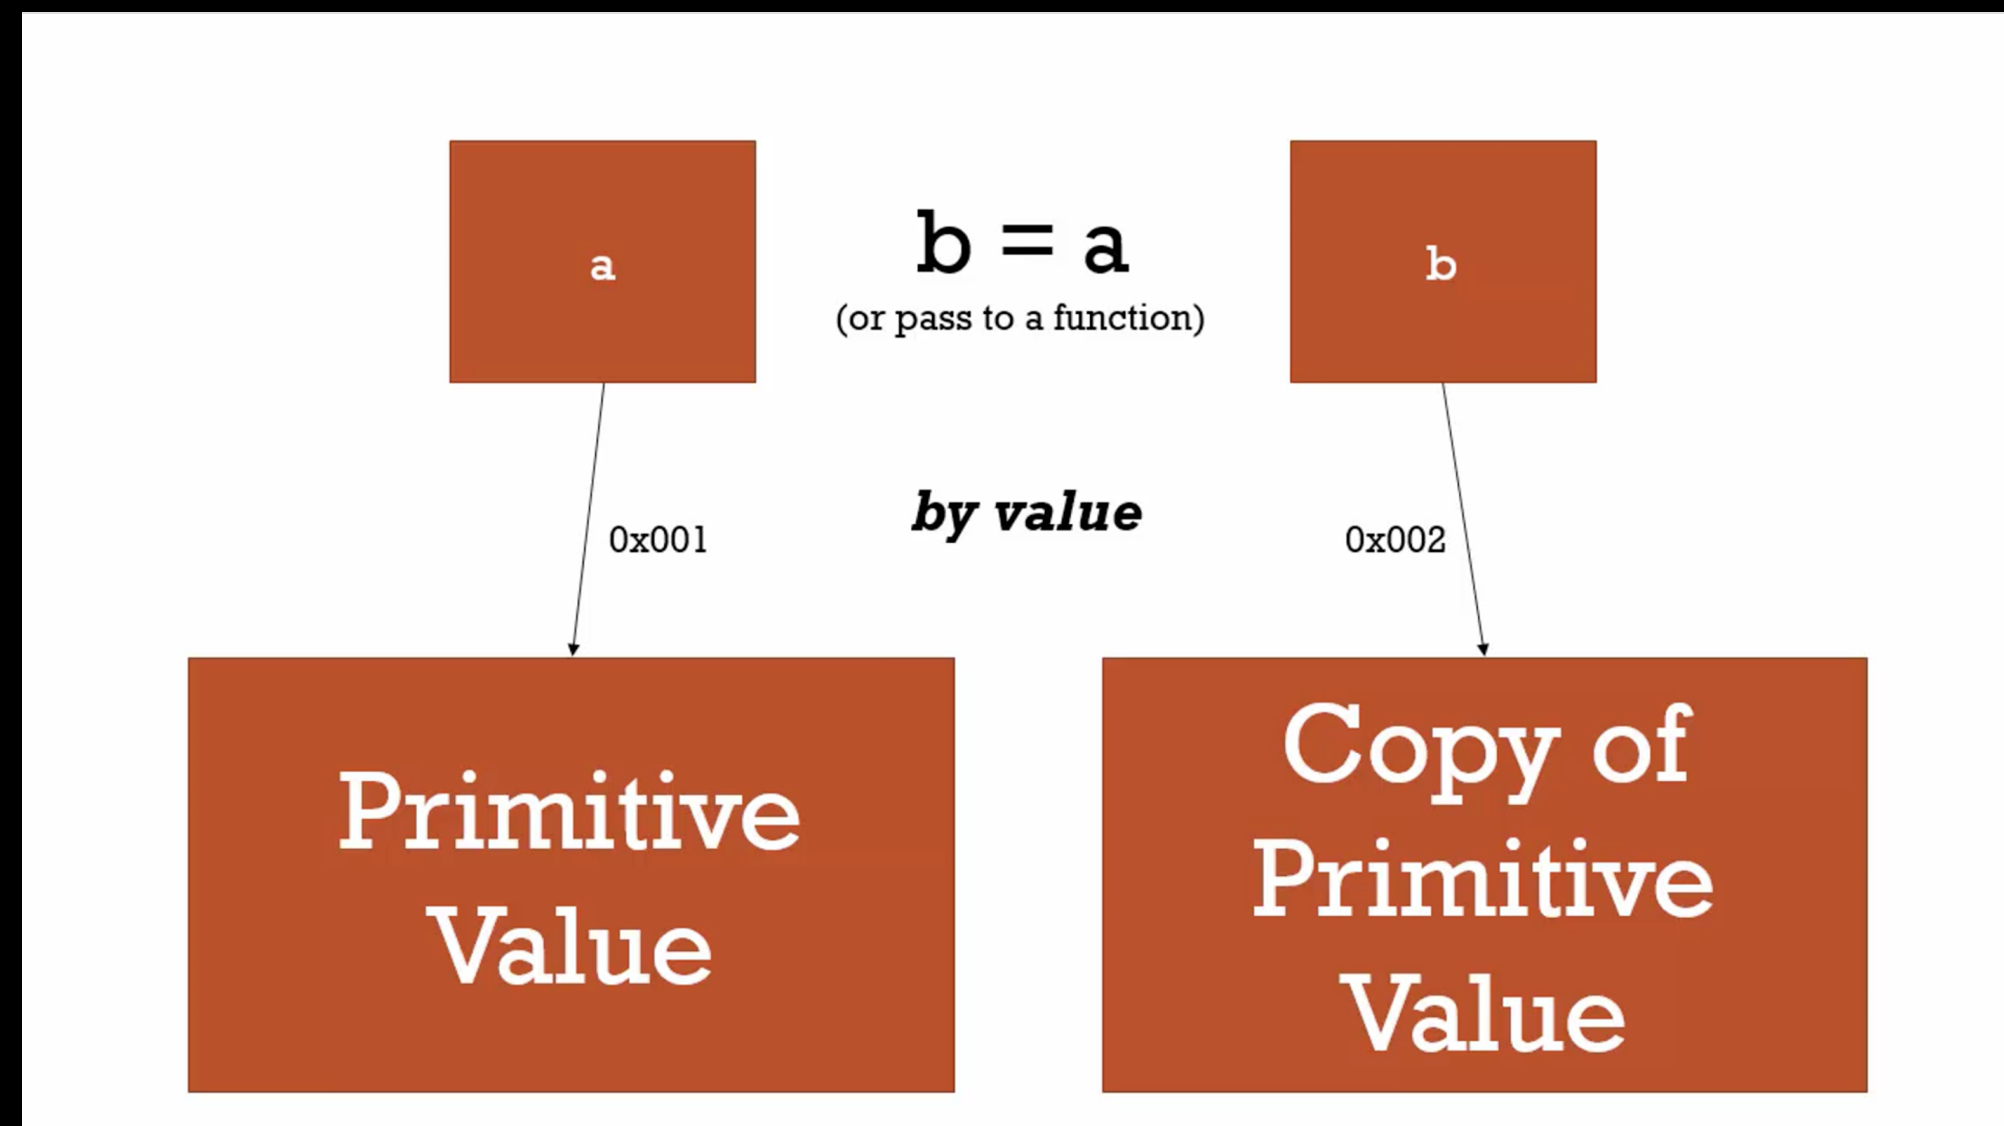 a
b = a
(or pass to a function)
b
0x001
by value
0x002
Primitive
Value
Copy of
Primitive
Value